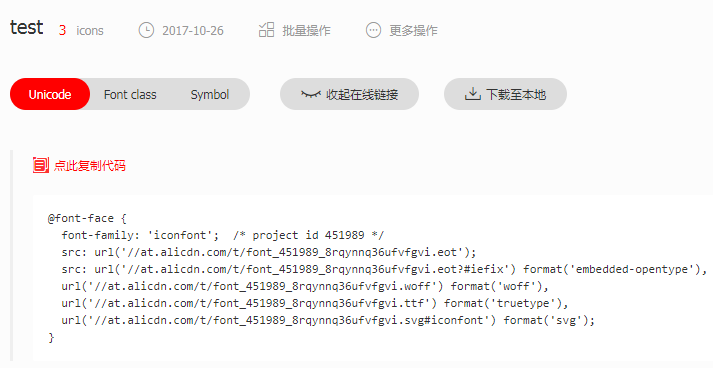 test 3 icons 2017-10-26 批量操作 更多操作
Unicode Font class Symbol 收起在线链接 下载至本地
点此复制代码
@font-face {
  font-family: 'iconfont';  /* project id 451989 */
  src: url('//at.alicdn.com/t/font_451989_8rqynnq36ufvfgvi.eot');
  src: url('//at.alicdn.com/t/font_451989_8rqynnq36ufvfgvi.eot?#iefix') format('embedded-opentype'),
  url('//at.alicdn.com/t/font_451989_8rqynnq36ufvfgvi.woff') format('woff'),
  url('//at.alicdn.com/t/font_451989_8rqynnq36ufvfgvi.ttf') format('truetype'),
  url('//at.alicdn.com/t/font_451989_8rqynnq36ufvfgvi.svg#iconfont') format('svg');
}